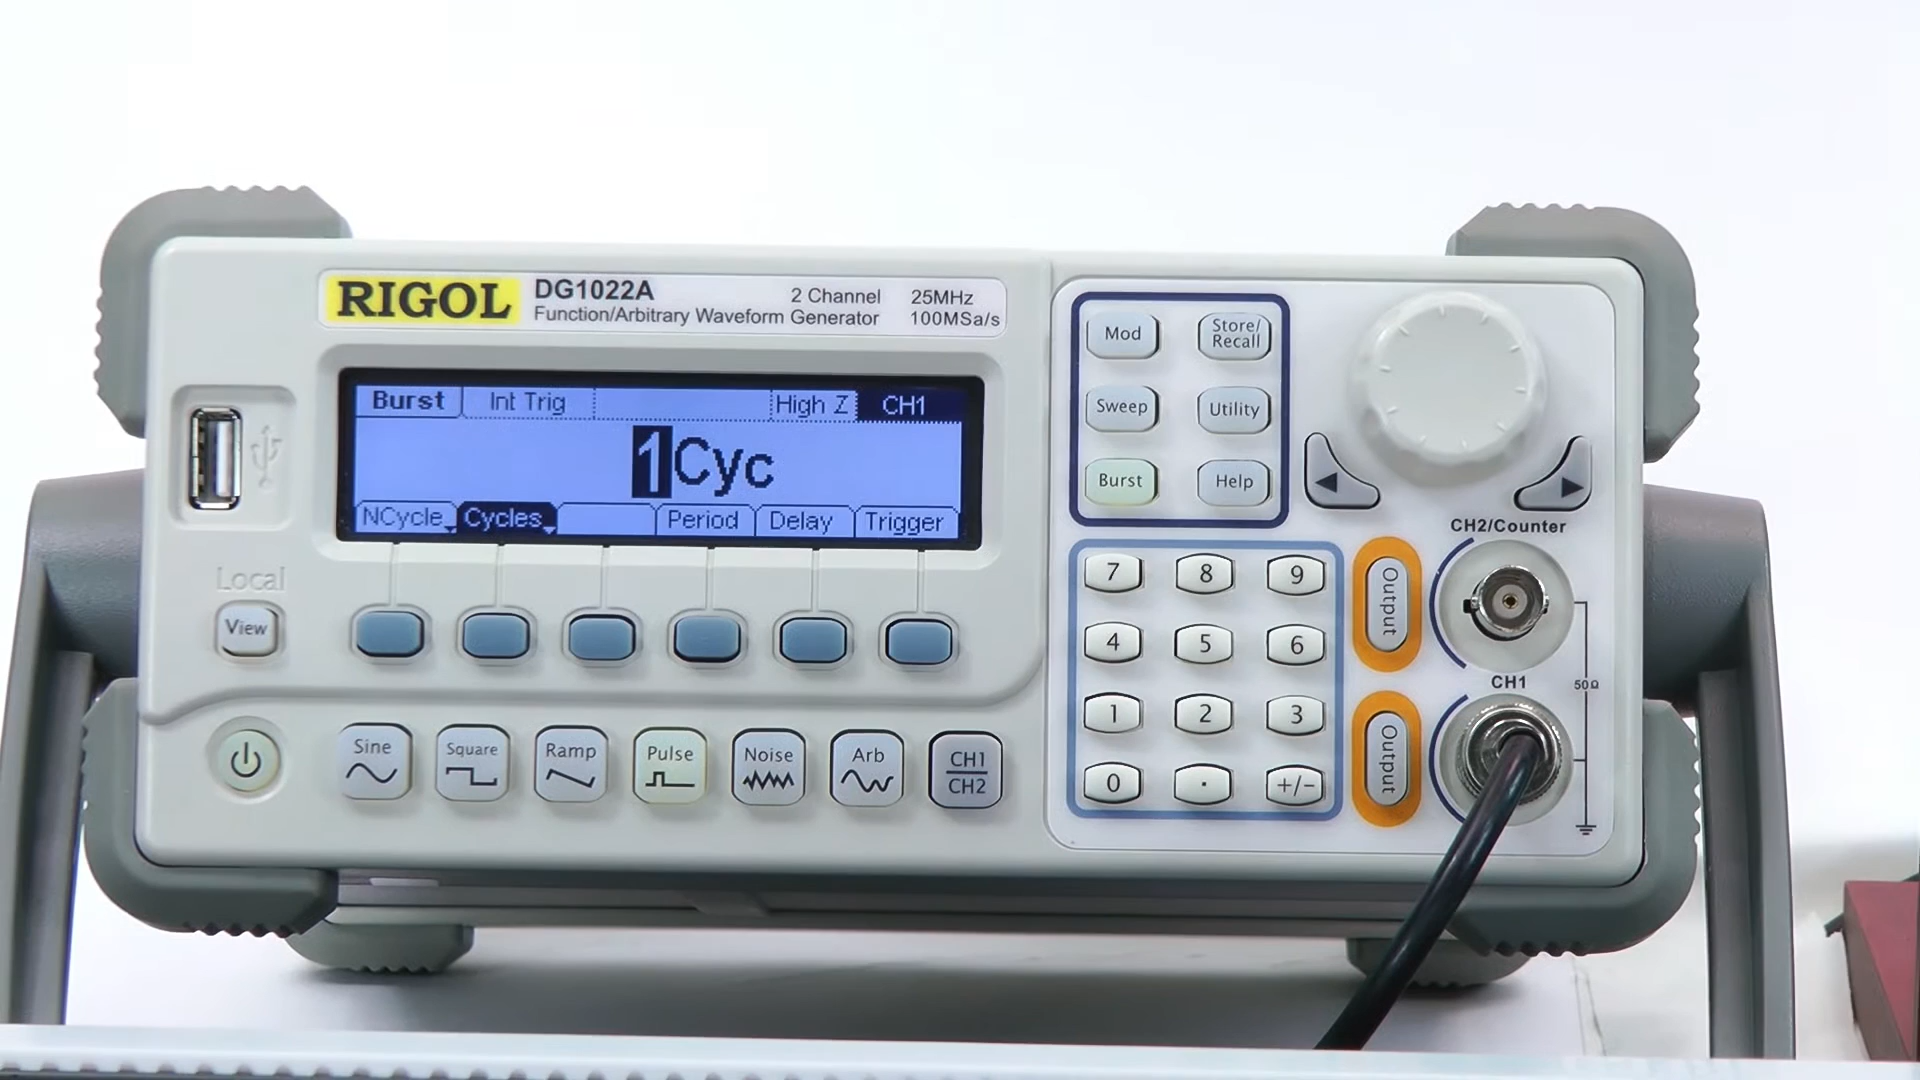 RIGOL
DG1022A 2 Channel 25MHz
Function/Arbitrary Waveform Generator 100MSa/s
Burst Int Trig High Z CH1
1Cyc
NCycle Cycles Period Delay Trigger
Local
View
Sine Square Ramp Pulse Noise Arb CH1
CH2
Mod Store/
Recall
Sweep Utility
Burst Help
7 8 9
4 5 6
1 2 3
0 . +/-
CH2/Counter
Output
CH1
50Ω
Output